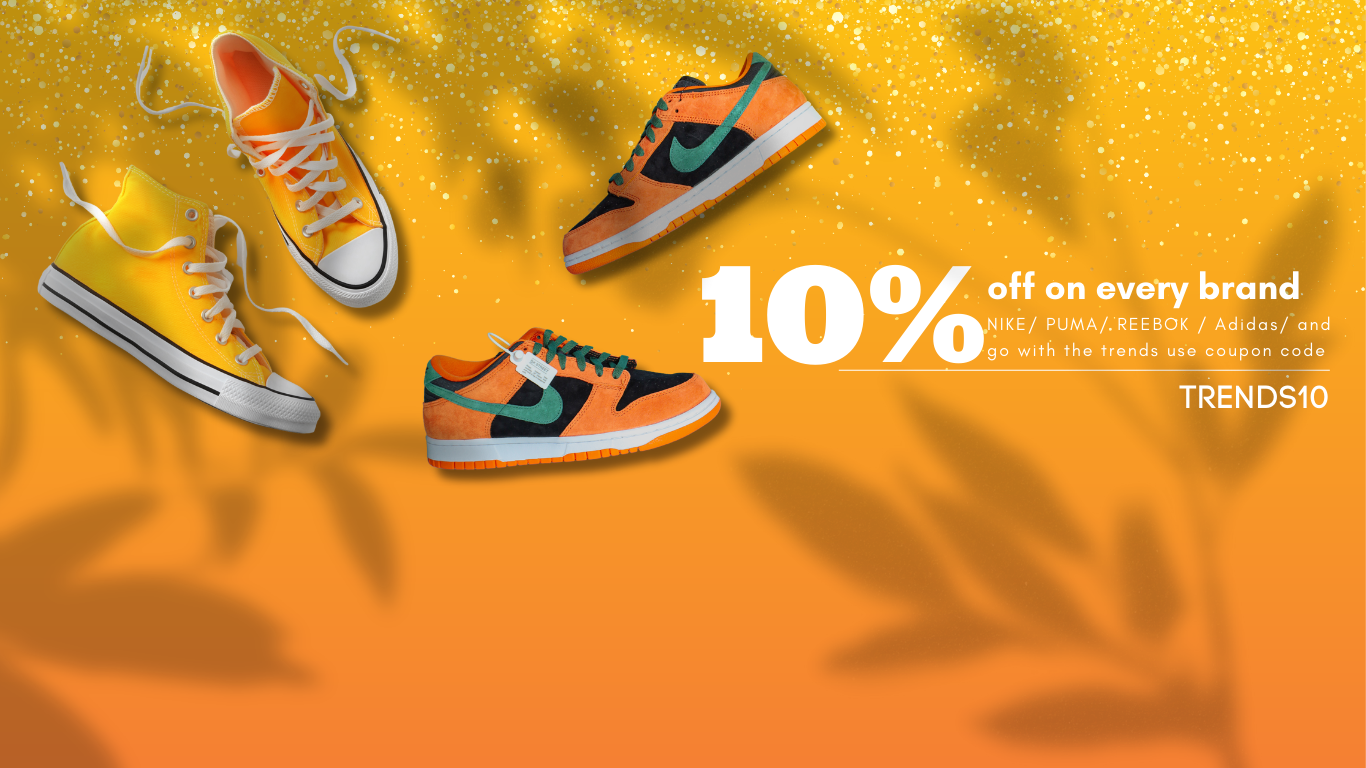 10% off on every brand
NIKE/ PUMA/ REEBOK / Adidas/ and
go with the trends use coupon code
TRENDS10